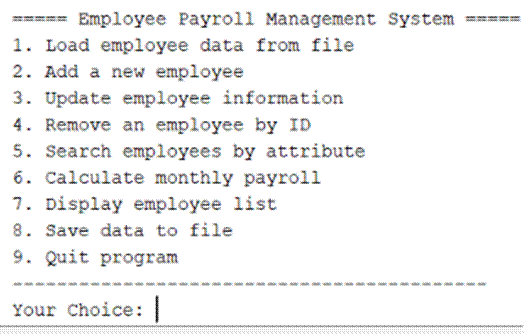 ===== Employee Payroll Management System =====
1. Load employee data from file
2. Add a new employee
3. Update employee information
4. Remove an employee by ID
5. Search employees by attribute
6. Calculate monthly payroll
7. Display employee list
8. Save data to file
9. Quit program
-------------------------------------------
Your Choice: